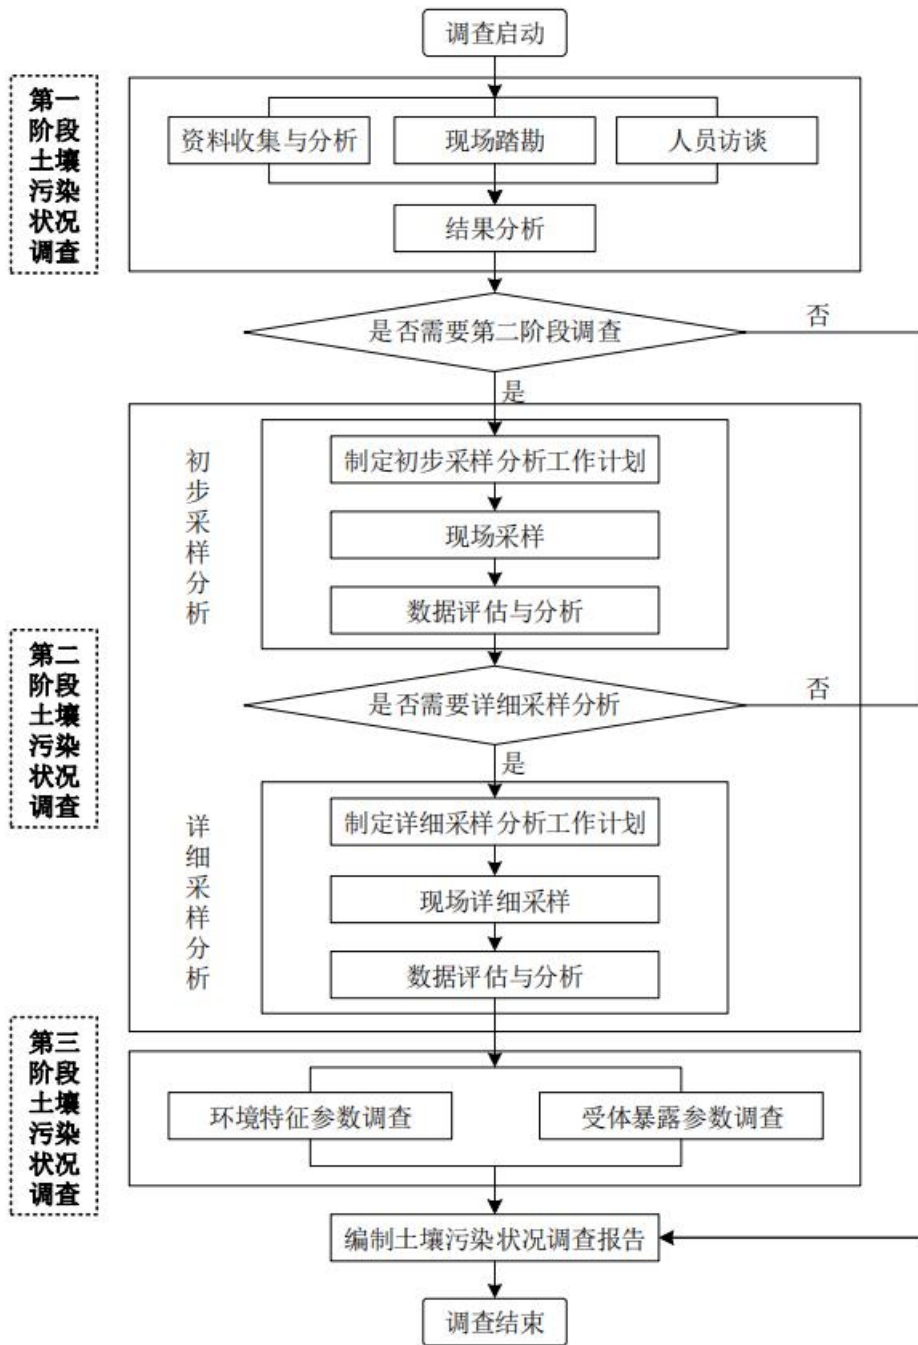 调查启动
第一
阶段
土壤
污染
状况
调查
资料收集与分析
现场踏勘
人员访谈
结果分析
是否需要第二阶段调查
否
是
初步采样分析
制定初步采样分析工作计划
现场采样
数据评估与分析
第二
阶段
土壤
污染
状况
调查
是否需要详细采样分析
否
是
详细采样分析
制定详细采样分析工作计划
现场详细采样
数据评估与分析
第三
阶段
土壤
污染
状况
调查
环境特征参数调查
受体暴露参数调查
编制土壤污染状况调查报告
调查结束